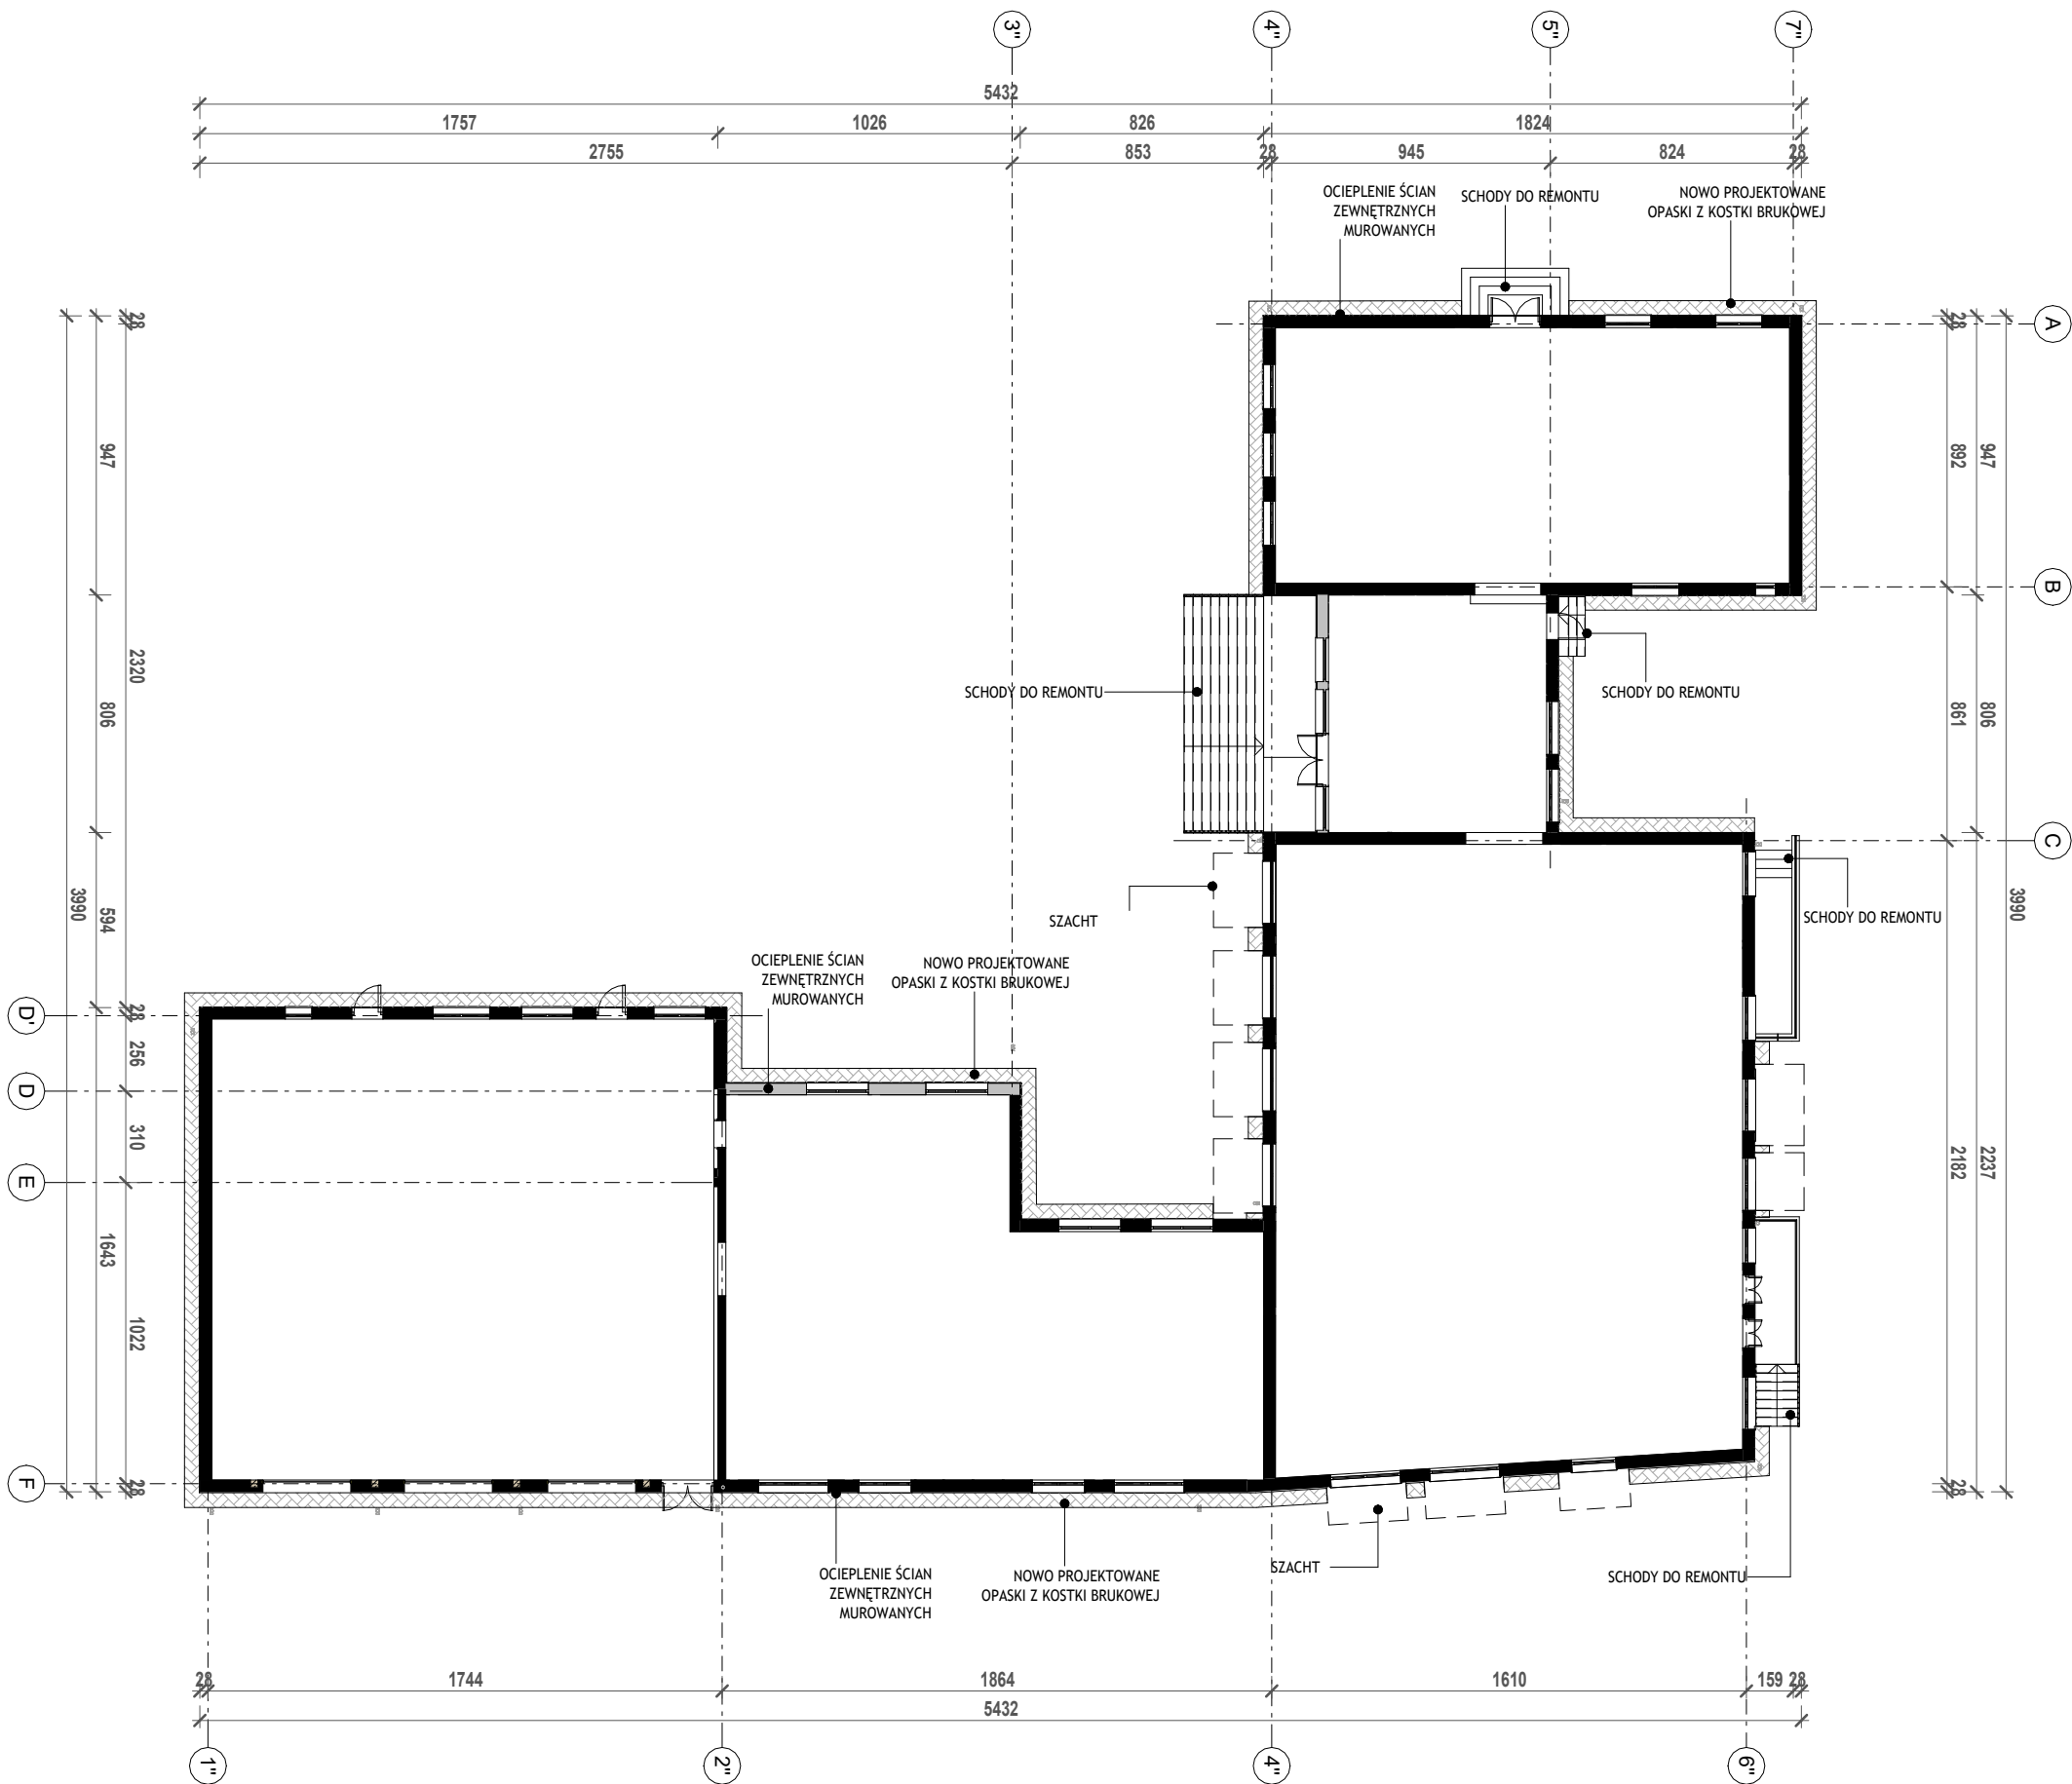 3"
4"
5"
7"
5432
1757
1026
826
1824
2755
853
28
945
824
28
OCIEPLENIE ŚCIAN
ZEWNĘTRZNYCH
MUROWANYCH
SCHODY DO REMONTU
NOWO PROJEKTOWANE
OPASKI Z KOSTKI BRUKOWEJ
28
28
A
947
892
947
B
2320
SCHODY DO REMONTU
SCHODY DO REMONTU
806
861
806
C
3990
594
SZACHT
SCHODY DO REMONTU
3990
OCIEPLENIE ŚCIAN
ZEWNĘTRZNYCH
MUROWANYCH
NOWO PROJEKTOWANE
OPASKI Z KOSTKI BRUKOWEJ
D'
28
256
D
310
2182
2237
E
1643
1022
F
28
28
OCIEPLENIE ŚCIAN
ZEWNĘTRZNYCH
MUROWANYCH
NOWO PROJEKTOWANE
OPASKI Z KOSTKI BRUKOWEJ
SZACHT
SCHODY DO REMONTU
28
1744
1864
1610
159
28
5432
1"
2"
4"
6"